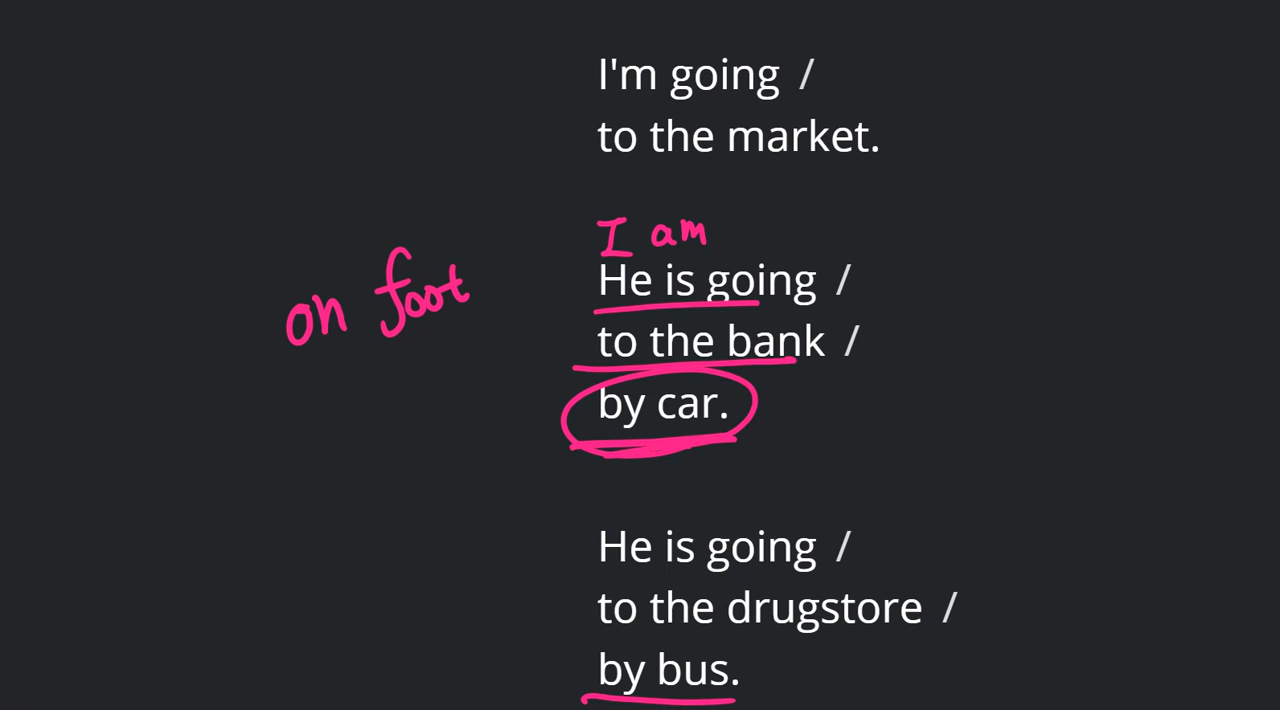 I'm going /
to the market.
I am
He is going /
on foot
to the bank /
by car.
He is going /
to the drugstore /
by bus.